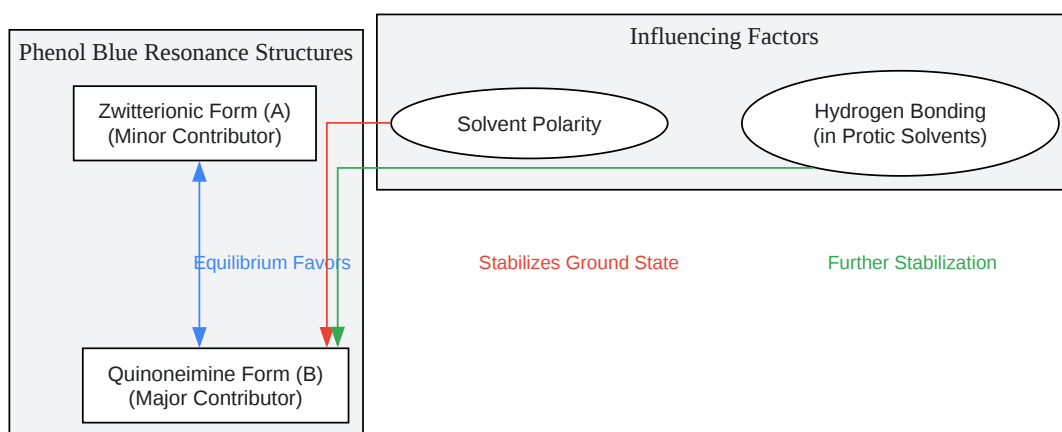 Phenol Blue Resonance Structures
Zwitterionic Form (A)
(Minor Contributor)
Equilibrium Favors
Quinoneimine Form (B)
(Major Contributor)
Influencing Factors
Solvent Polarity
Hydrogen Bonding
(in Protic Solvents)
Stabilizes Ground State
Further Stabilization